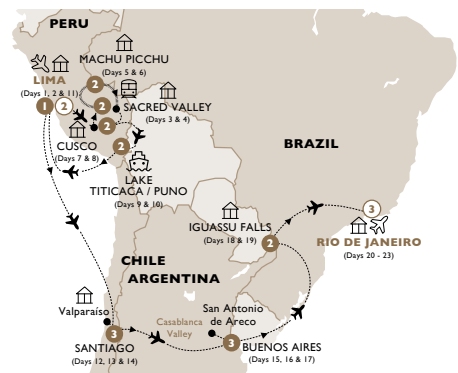 PERU
MACHU PICCHU
(Days 5 & 6)
LIMA
(Days 1, 2 & 11)
2
1
2
2
SACRED VALLEY
(Days 3 & 4)
2
CUSCO
(Days 7 & 8)
2
LAKE
TITICACA / PUNO
(Days 9 & 10)
BRAZIL
3
IGUASSU FALLS
(Days 18 & 19)
2
RIO DE JANEIRO
(Days 20 - 23)
CHILE
ARGENTINA
Valparaíso
San Antonio
de Areco
Casablanca
Valley
3
3
SANTIAGO
(Days 12, 13 & 14)
BUENOS AIRES
(Days 15, 16 & 17)